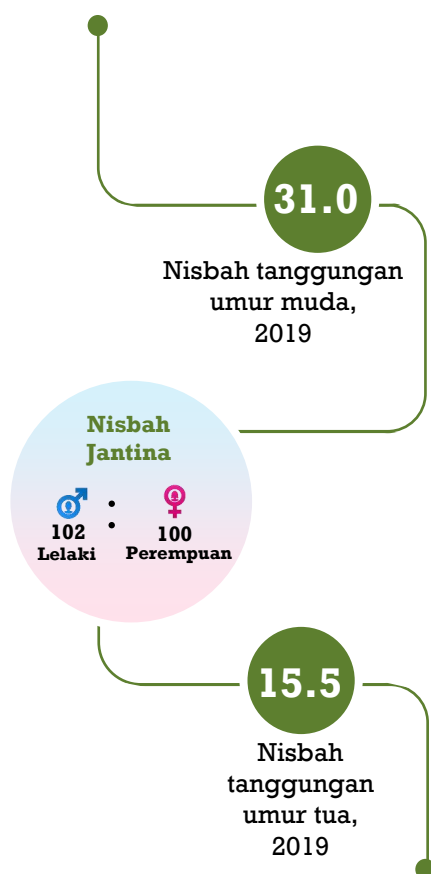 31.0
Nisbah tanggungan
umur muda,
2019
Nisbah
Jantina
:
102
100
Lelaki
Perempuan
15.5
Nisbah
tanggungan
umur tua,
2019